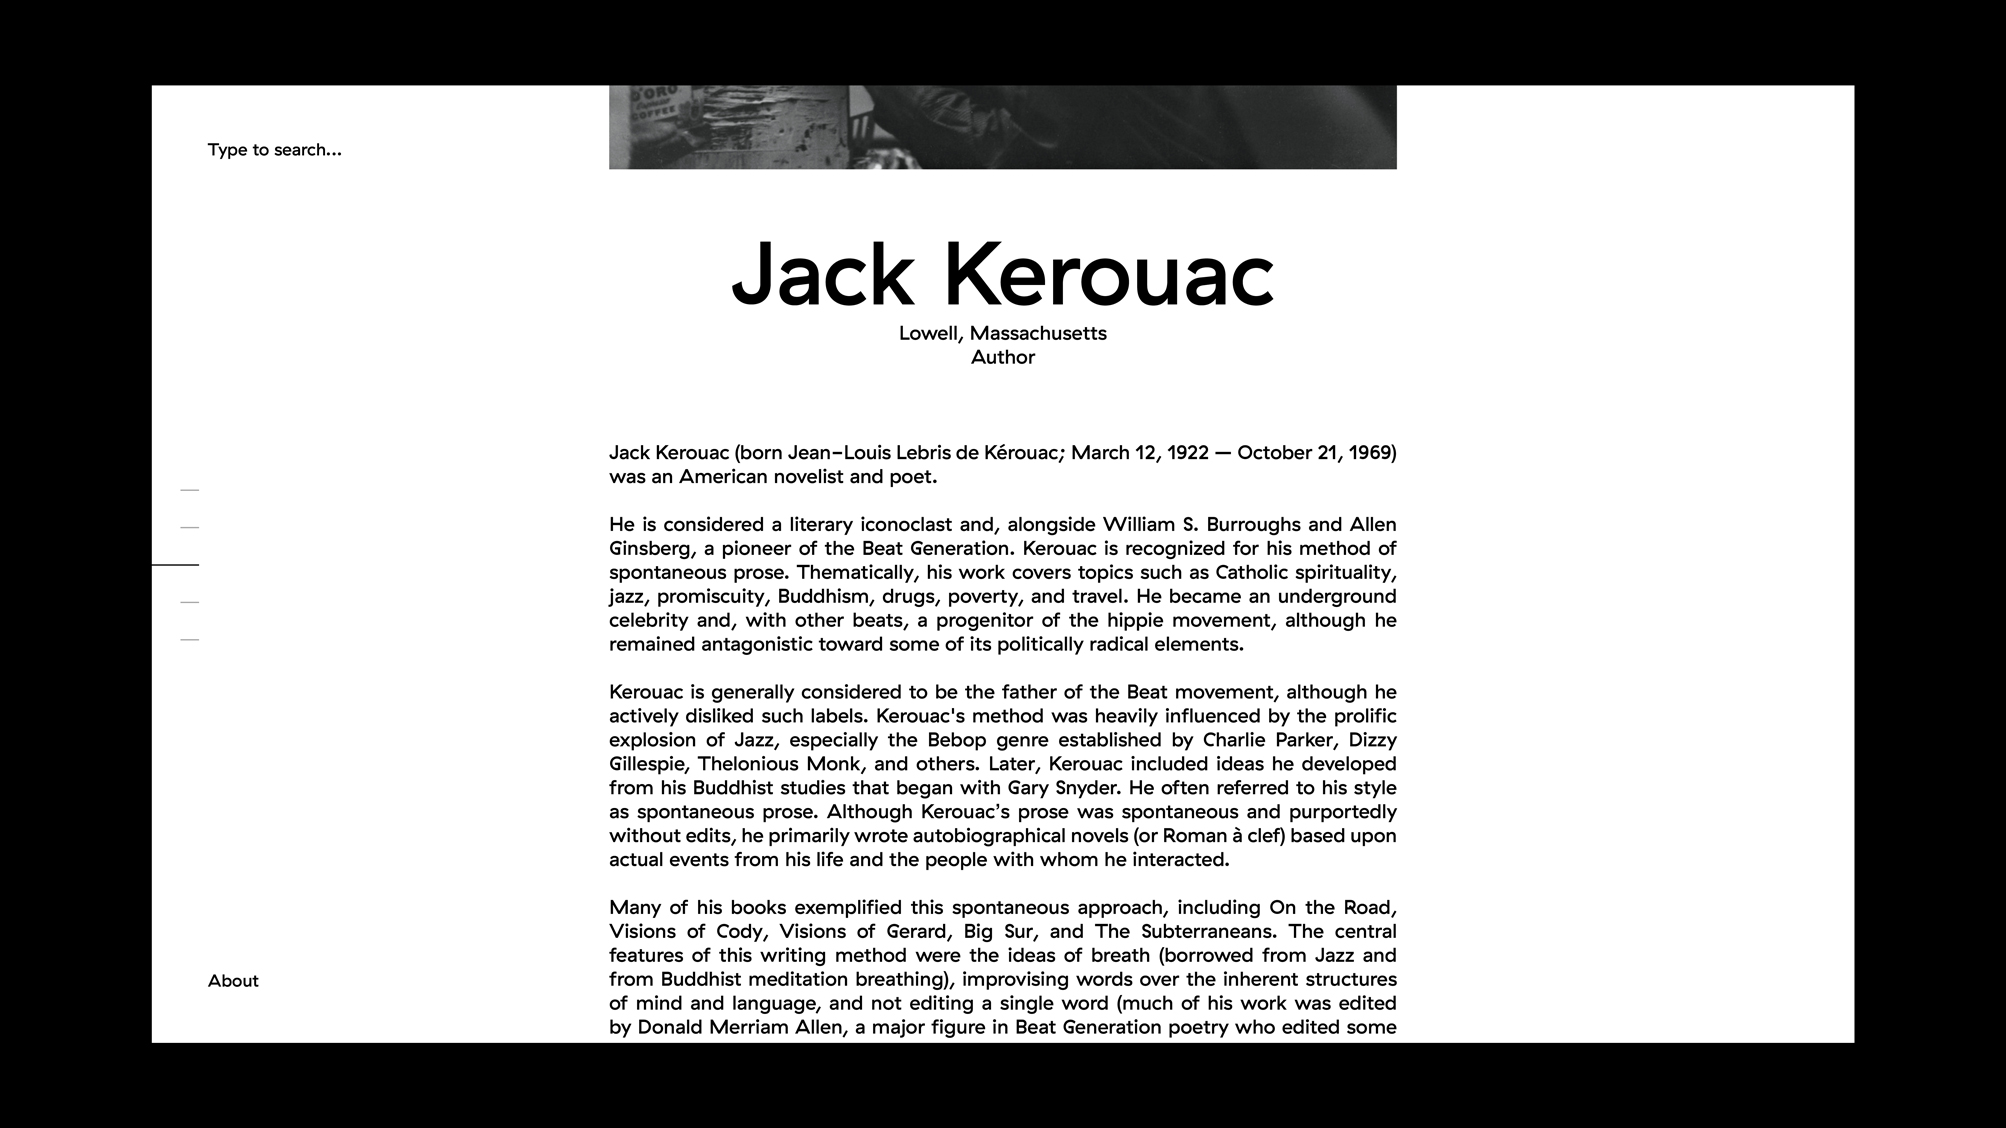 D'ORO
COFFEE
Type to search...
Jack Kerouac
Lowell, Massachusetts
Author
Jack Kerouac (born Jean–Louis Lebris de Kérouac; March 12, 1922 — October 21, 1969)
was an American novelist and poet.
He is considered a literary iconoclast and, alongside William S. Burroughs and Allen
Ginsberg, a pioneer of the Beat Generation. Kerouac is recognized for his method of
spontaneous prose. Thematically, his work covers topics such as Catholic spirituality,
jazz, promiscuity, Buddhism, drugs, poverty, and travel. He became an underground
celebrity and, with other beats, a progenitor of the hippie movement, although he
remained antagonistic toward some of its politically radical elements.
Kerouac is generally considered to be the father of the Beat movement, although he
actively disliked such labels. Kerouac's method was heavily influenced by the prolific
explosion of Jazz, especially the Bebop genre established by Charlie Parker, Dizzy
Gillespie, Thelonious Monk, and others. Later, Kerouac included ideas he developed
from his Buddhist studies that began with Gary Snyder. He often referred to his style
as spontaneous prose. Although Kerouac’s prose was spontaneous and purportedly
without edits, he primarily wrote autobiographical novels (or Roman à clef) based upon
actual events from his life and the people with whom he interacted.
Many of his books exemplified this spontaneous approach, including On the Road,
Visions of Cody, Visions of Gerard, Big Sur, and The Subterraneans. The central
features of this writing method were the ideas of breath (borrowed from Jazz and
from Buddhist meditation breathing), improvising words over the inherent structures
of mind and language, and not editing a single word (much of his work was edited
by Donald Merriam Allen, a major figure in Beat Generation poetry who edited some
About